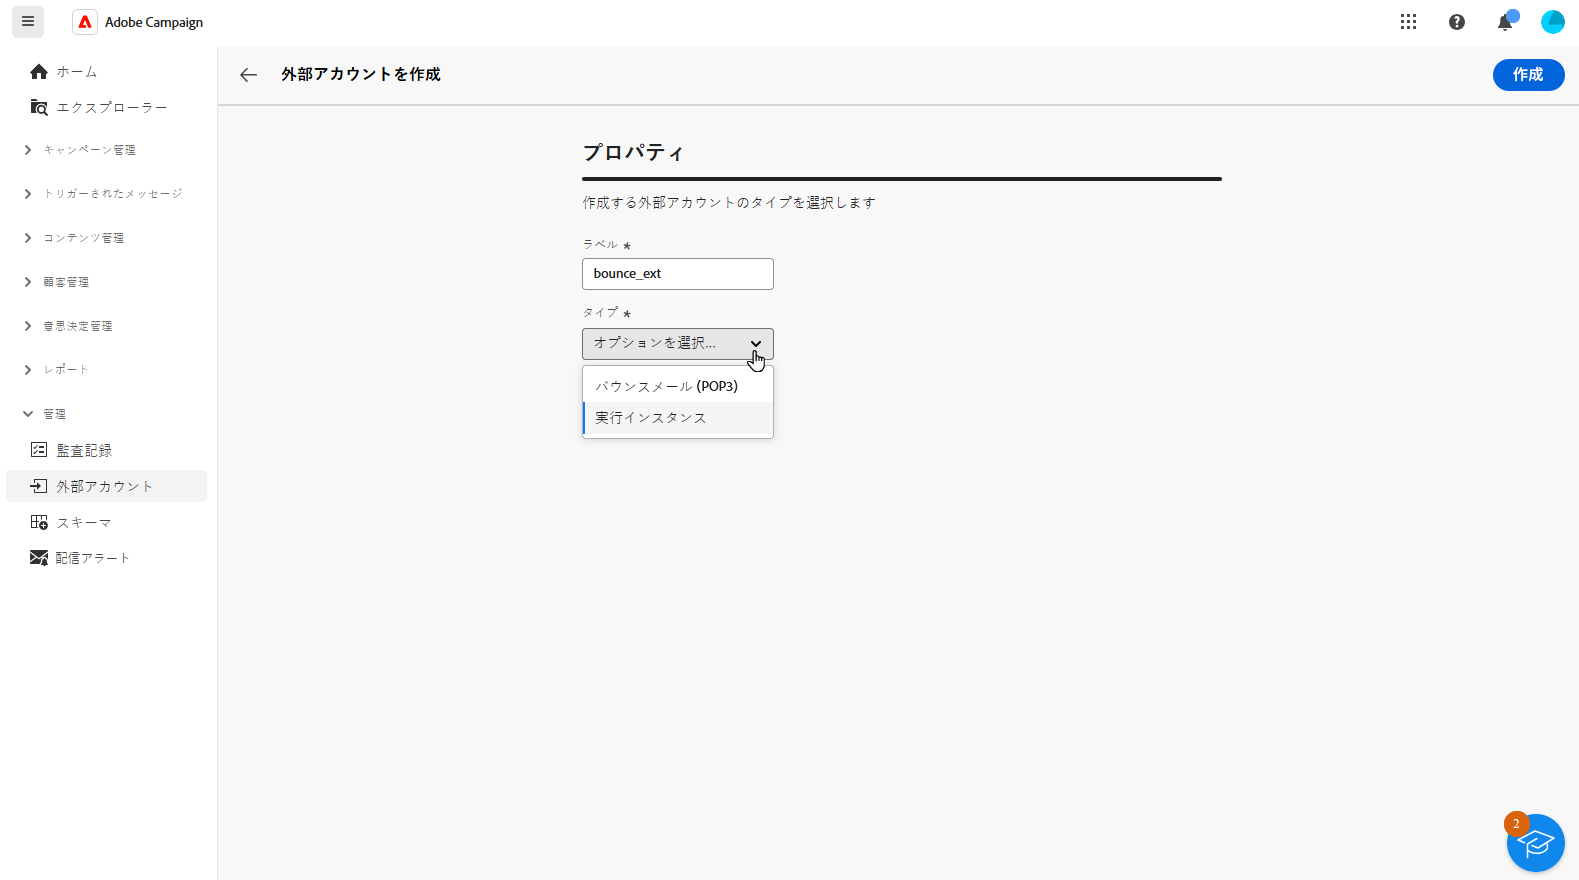 Adobe Campaign
ホーム
エクスプローラー
キャンペーン管理
トリガーされたメッセージ
コンテンツ管理
顧客管理
意思決定管理
レポート
管理
監査記録
外部アカウント
スキーマ
配信アラート
外部アカウントを作成
作成
プロパティ
作成する外部アカウントのタイプを選択します
ラベル *
bounce_ext
タイプ *
オプションを選択...
バウンスメール (POP3)
実行インスタンス
2